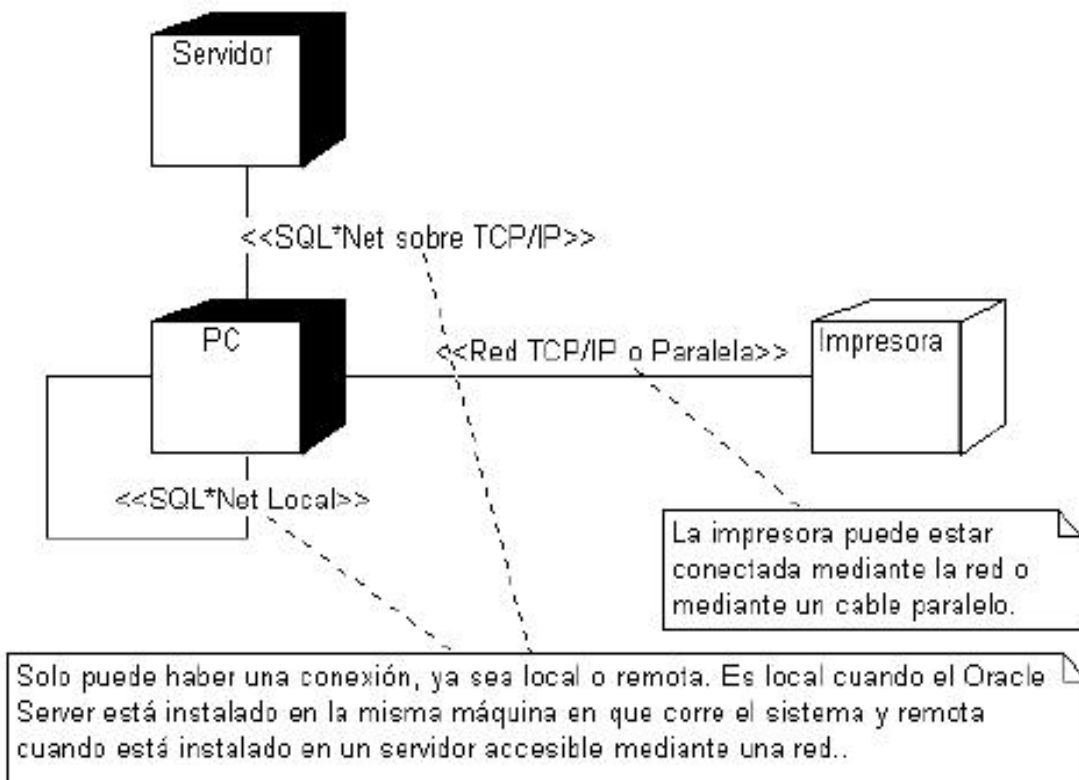 Servidor
<<SQL*Net sobre TCP/IP>>
PC
<<Red TCP/IP o Paralela>>
Impresora
<<SQL*Net Local>>
La impresora puede estar
conectada mediante la red o
mediante un cable paralelo.
Solo puede haber una conexión, ya sea local o remota. Es local cuando el Oracle
Server está instalado en la misma máquina en que corre el sistema y remota
cuando está instalado en un servidor accesible mediante una red..